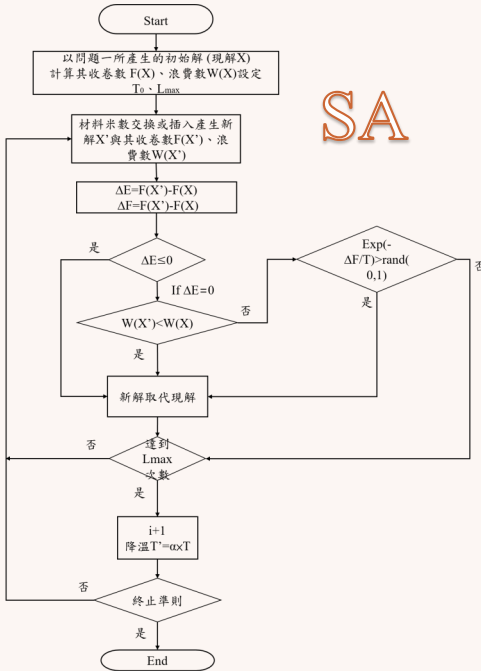 Start
以問題一所產生的初始解 (現解X)
計算其收卷數 F(X)、浪費數W(X)設定
T₀、Lmax
SA
材料米數交換或插入產生新
解X’與其收卷數F(X’)、浪
費數W(X’)
ΔE=F(X’)-F(X)
ΔF=F(X’)-F(X)
是
ΔE≤0
Exp(-
ΔF/T)>rand(
0,1)
否
If ΔE=0
否
是
W(X’)<W(X)
是
新解取代現解
否
達到
Lmax
次數
是
i+1
降溫T’=α×T
否
終止準則
是
End